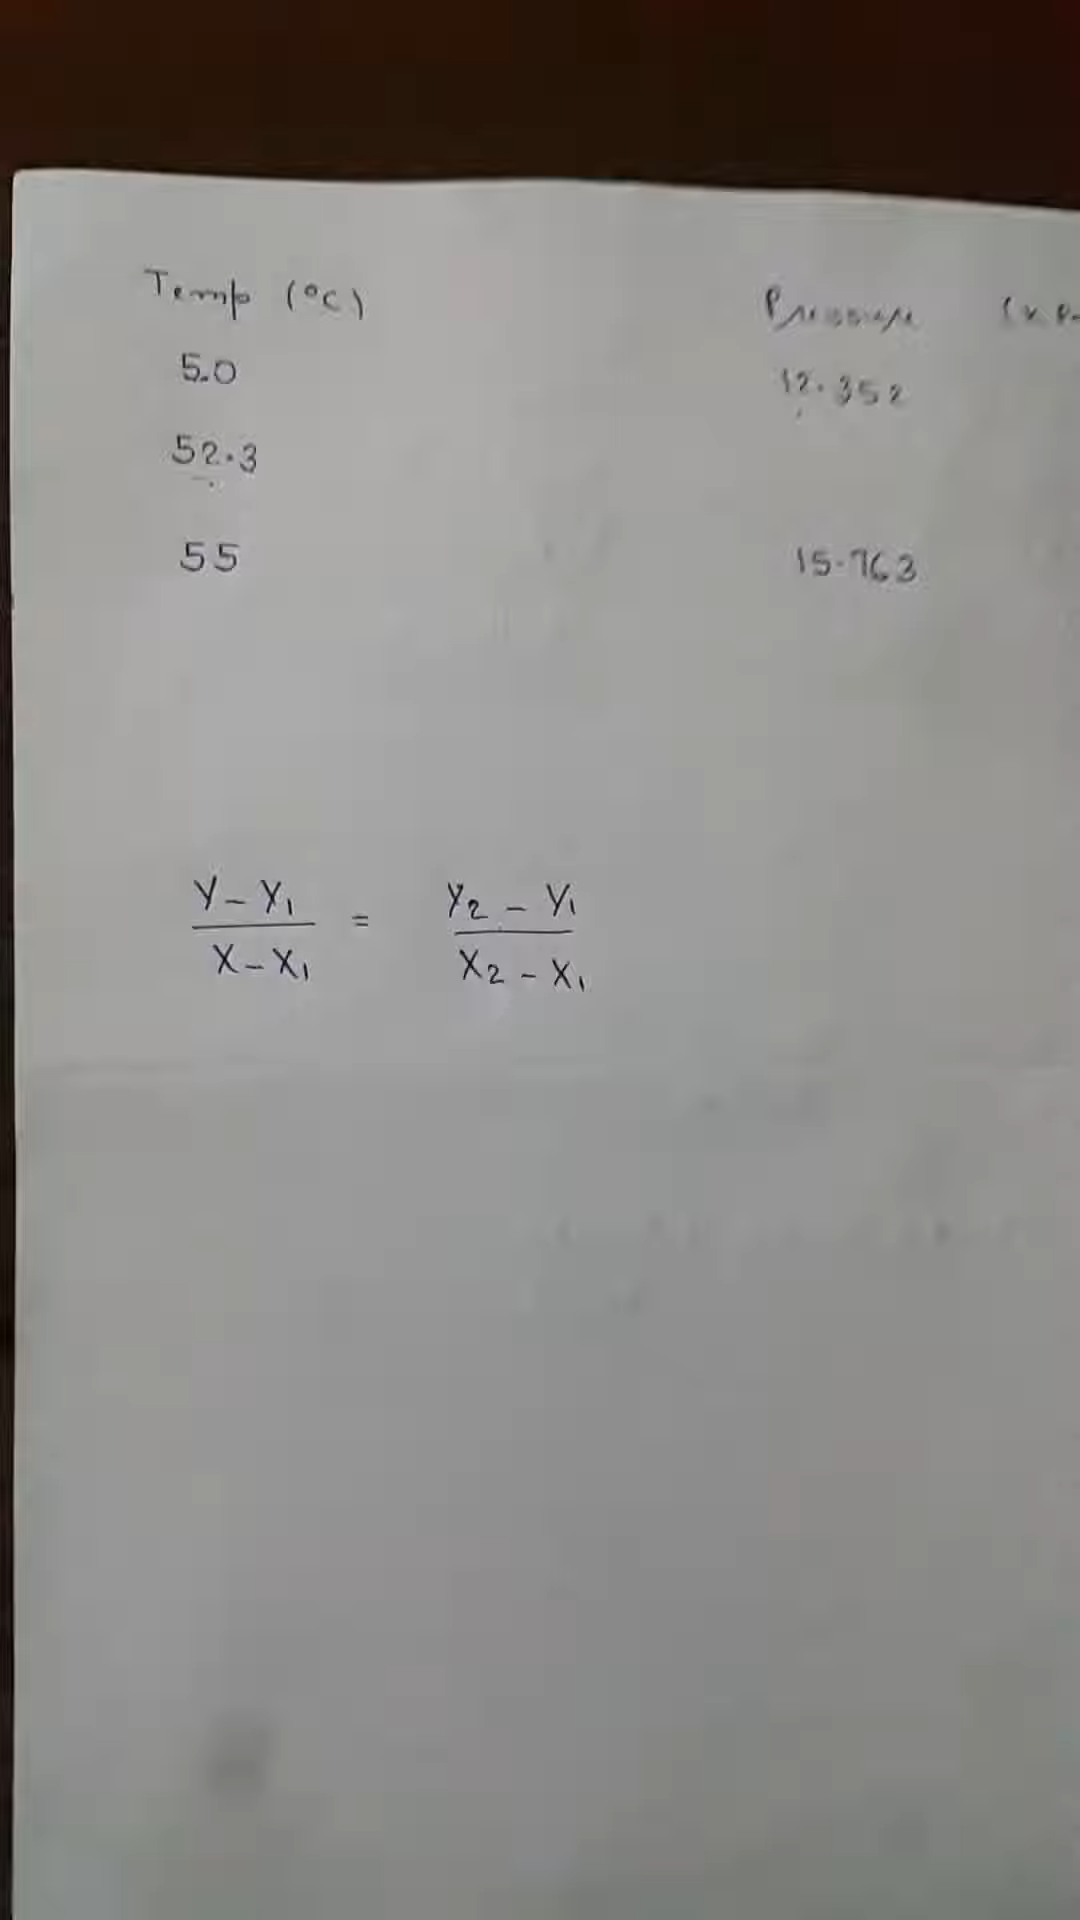 Temp (°C) Pressure
5.0 12.352
52.3
55 15.763
Y - Y₁ / X - X₁ = Y₂ - Y₁ / X₂ - X₁